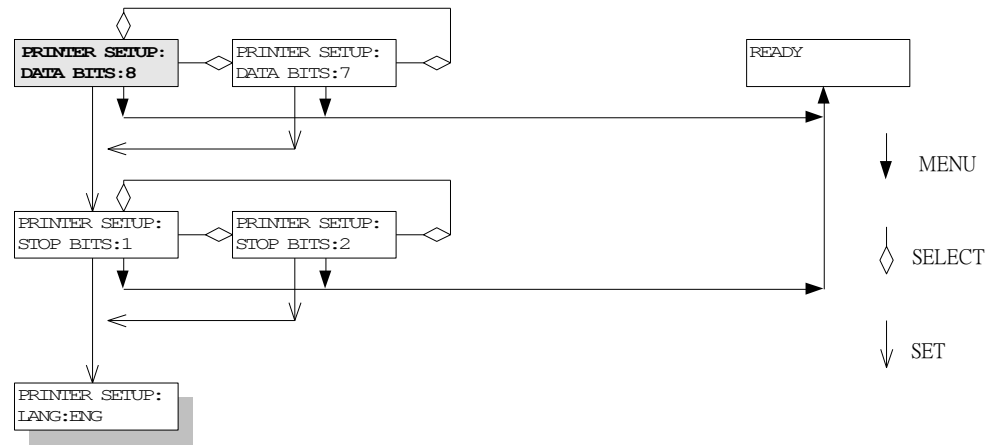 PRINTER SETUP:
DATA BITS:8
PRINTER SETUP:
DATA BITS:7
READY
MENU
PRINTER SETUP:
STOP BITS:1
PRINTER SETUP:
STOP BITS:2
SELECT
SET
PRINTER SETUP:
LANG:ENG